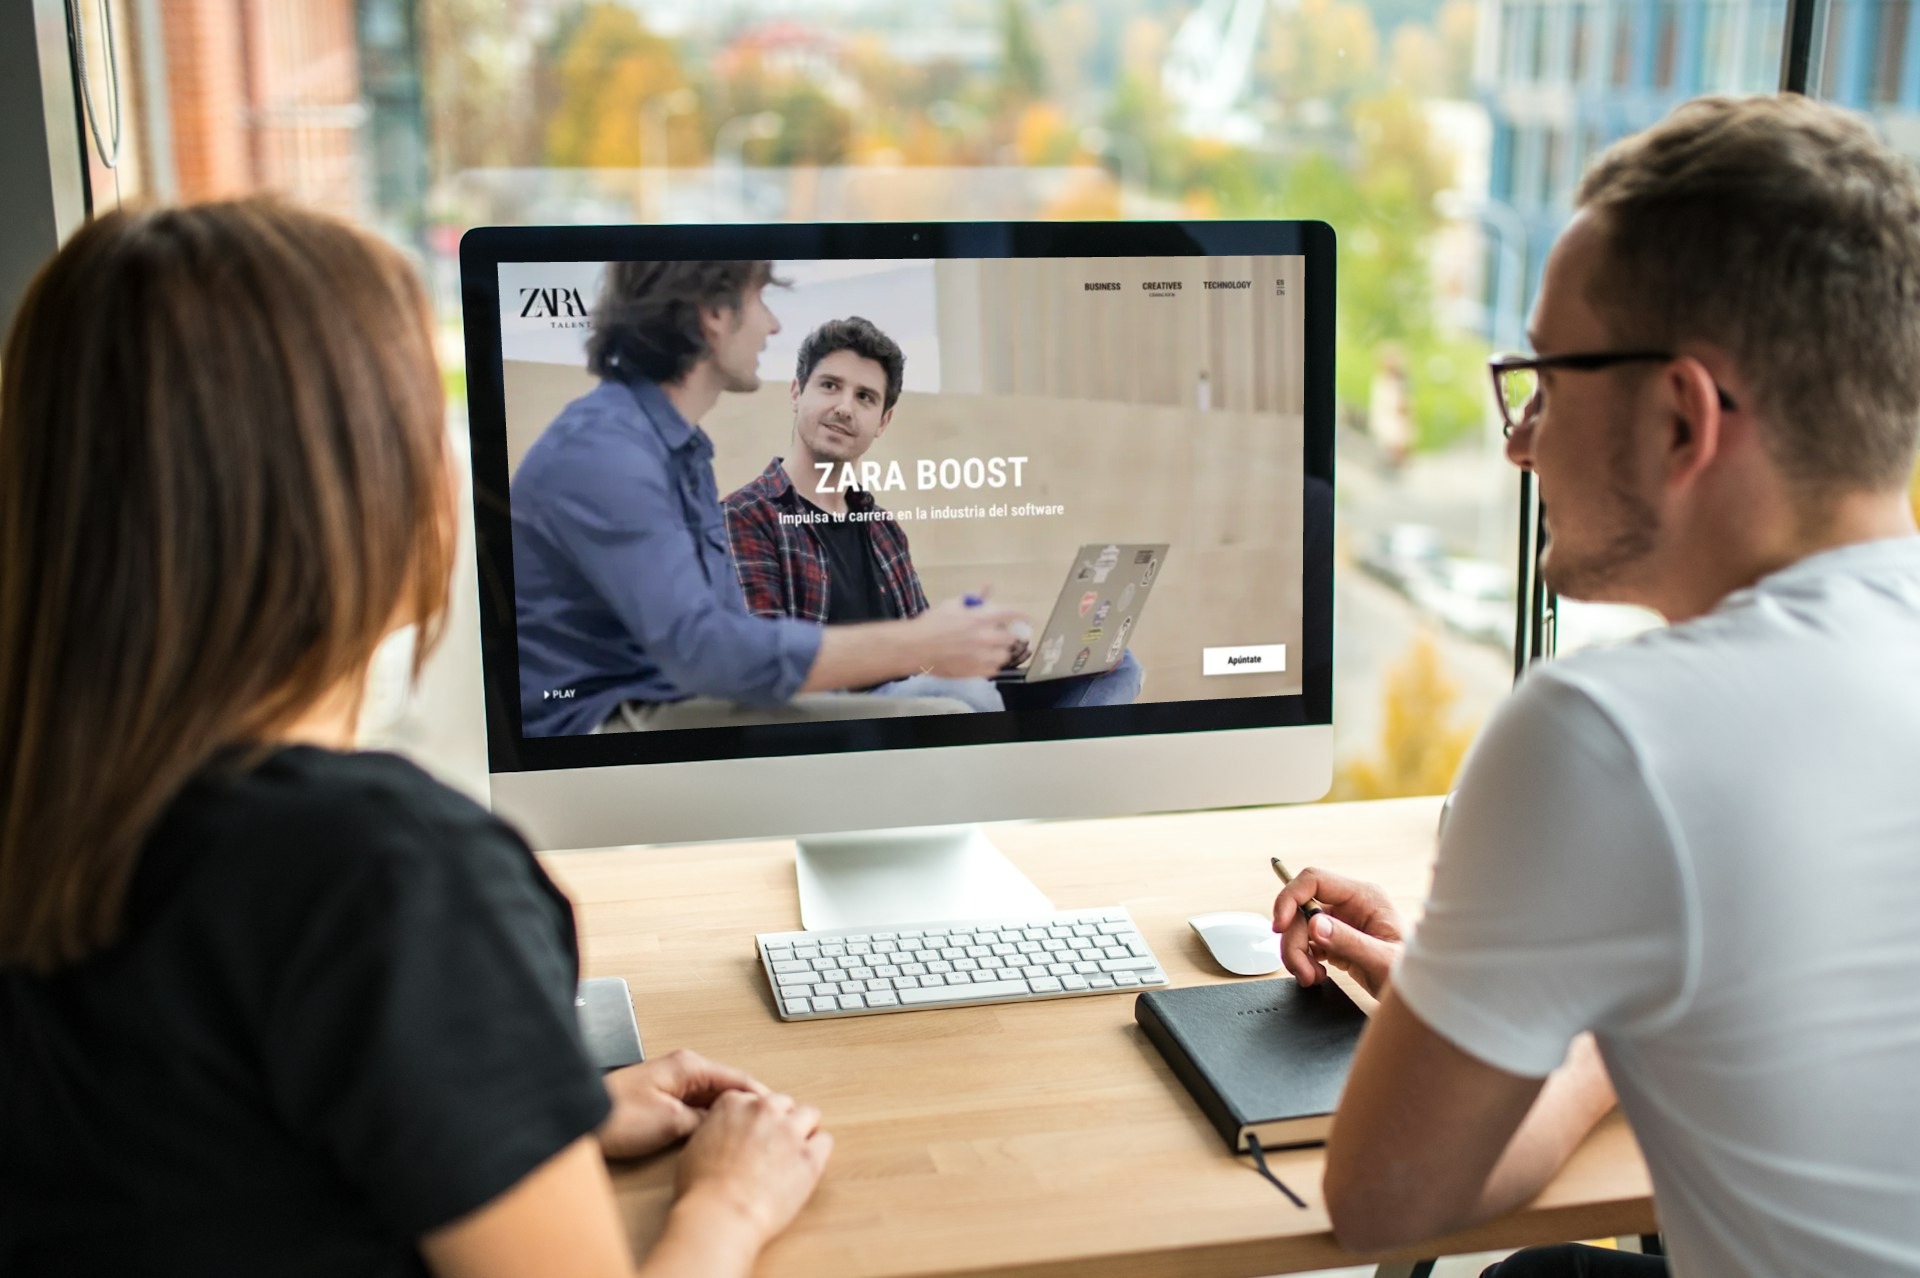 ZARA
TALENT
BUSINESS CREATIVES TECHNOLOGY ES
EN
ZARA BOOST
Impulsa tu carrera en la industria del software
Apúntate
PLAY